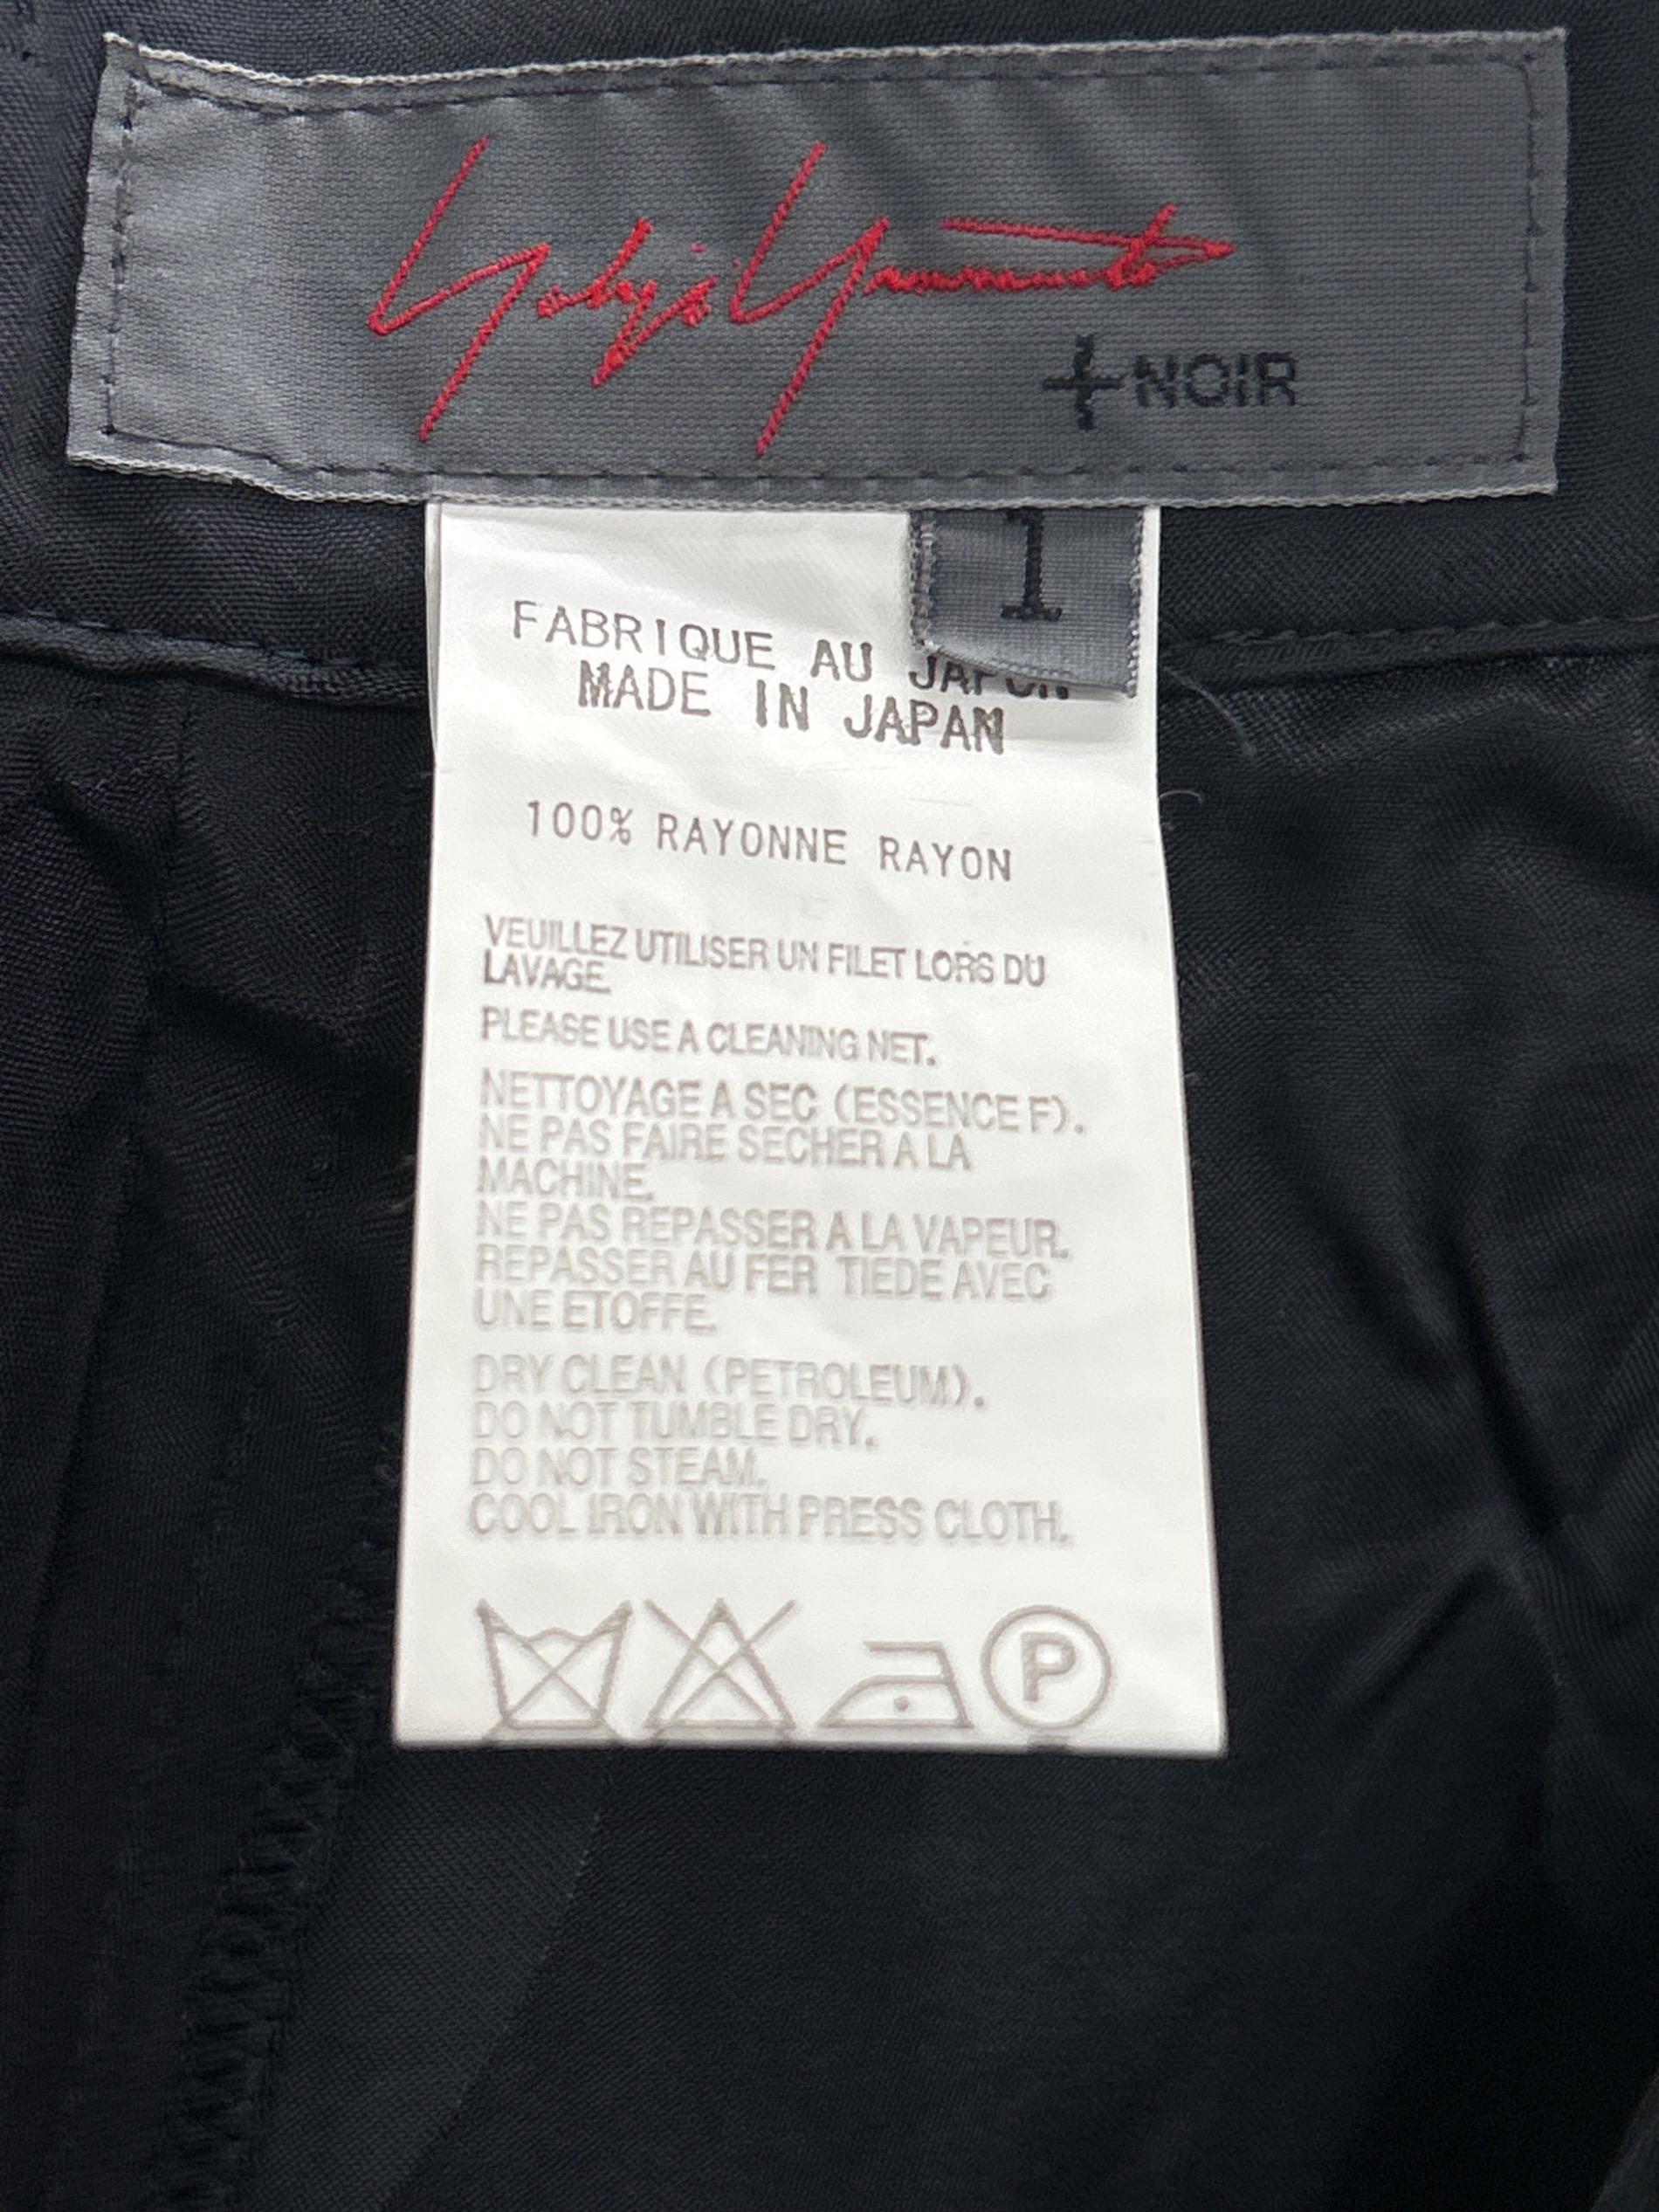 Yohji Yamamoto
+NOIR
1
FABRIQUE AU JAPON
MADE IN JAPAN
100% RAYONNE RAYON
VEUILLEZ UTILISER UN FILET LORS DU
LAVAGE.
PLEASE USE A CLEANING NET.
NETTOYAGE A SEC (ESSENCE F).
NE PAS FAIRE SECHER A LA
MACHINE.
NE PAS REPASSER A LA VAPEUR.
REPASSER AU FER TIEDE AVEC
UNE ETOFFE.
DRY CLEAN (PETROLEUM).
DO NOT TUMBLE DRY.
DO NOT STEAM.
COOL IRON WITH PRESS CLOTH.
P